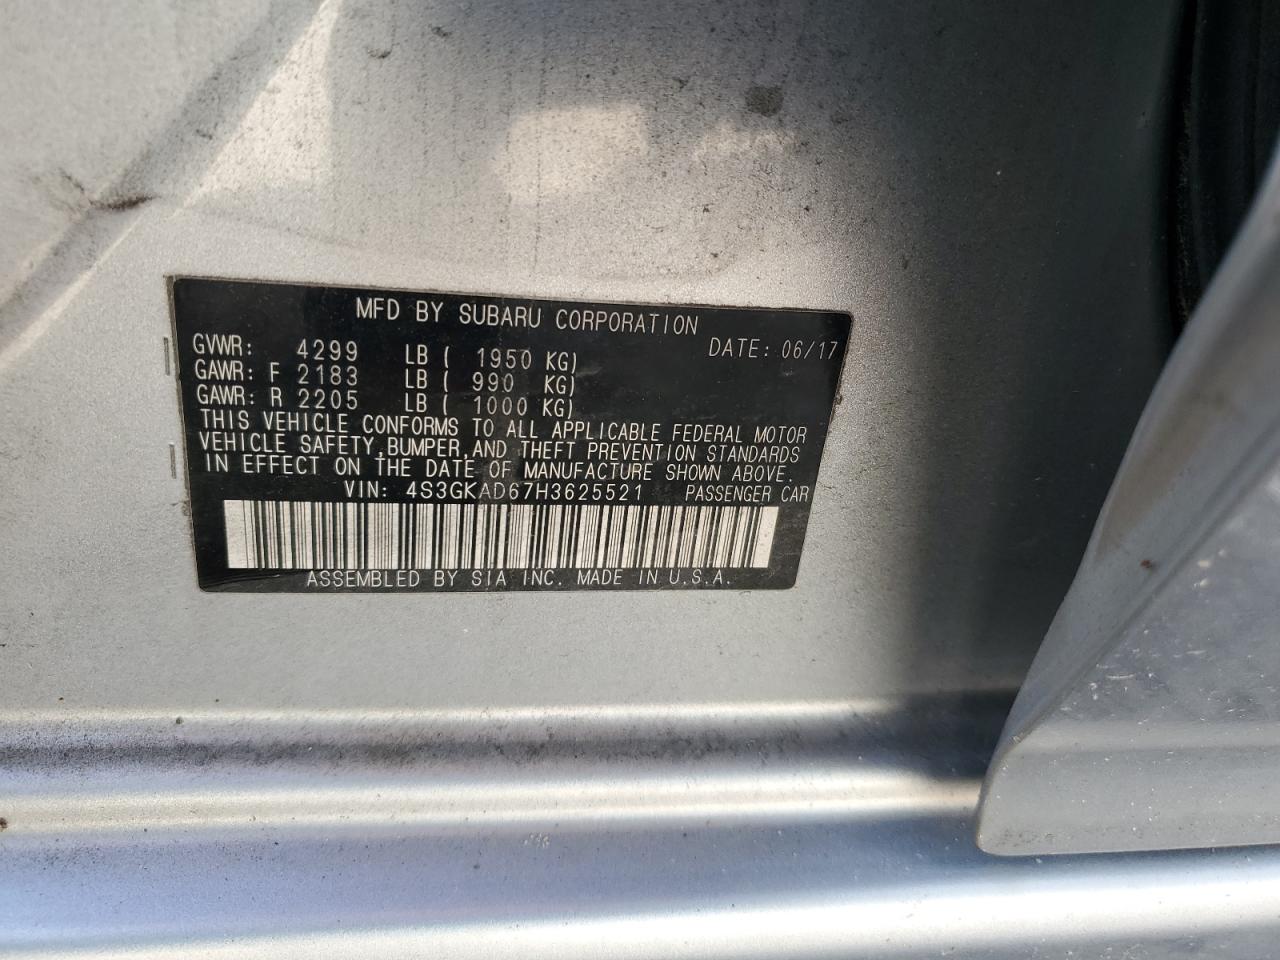 MFD BY SUBARU CORPORATION
GVWR: 4299 LB ( 1950 KG) DATE: 06/17
GAWR: F 2183 LB ( 990 KG)
GAWR: R 2205 LB ( 1000 KG)
THIS VEHICLE CONFORMS TO ALL APPLICABLE FEDERAL MOTOR
VEHICLE SAFETY,BUMPER,AND THEFT PREVENTION STANDARDS
IN EFFECT ON THE DATE OF MANUFACTURE SHOWN ABOVE.
VIN: 4S3GKAD67H3625521 PASSENGER CAR
ASSEMBLED BY SIA INC. MADE IN U.S.A.